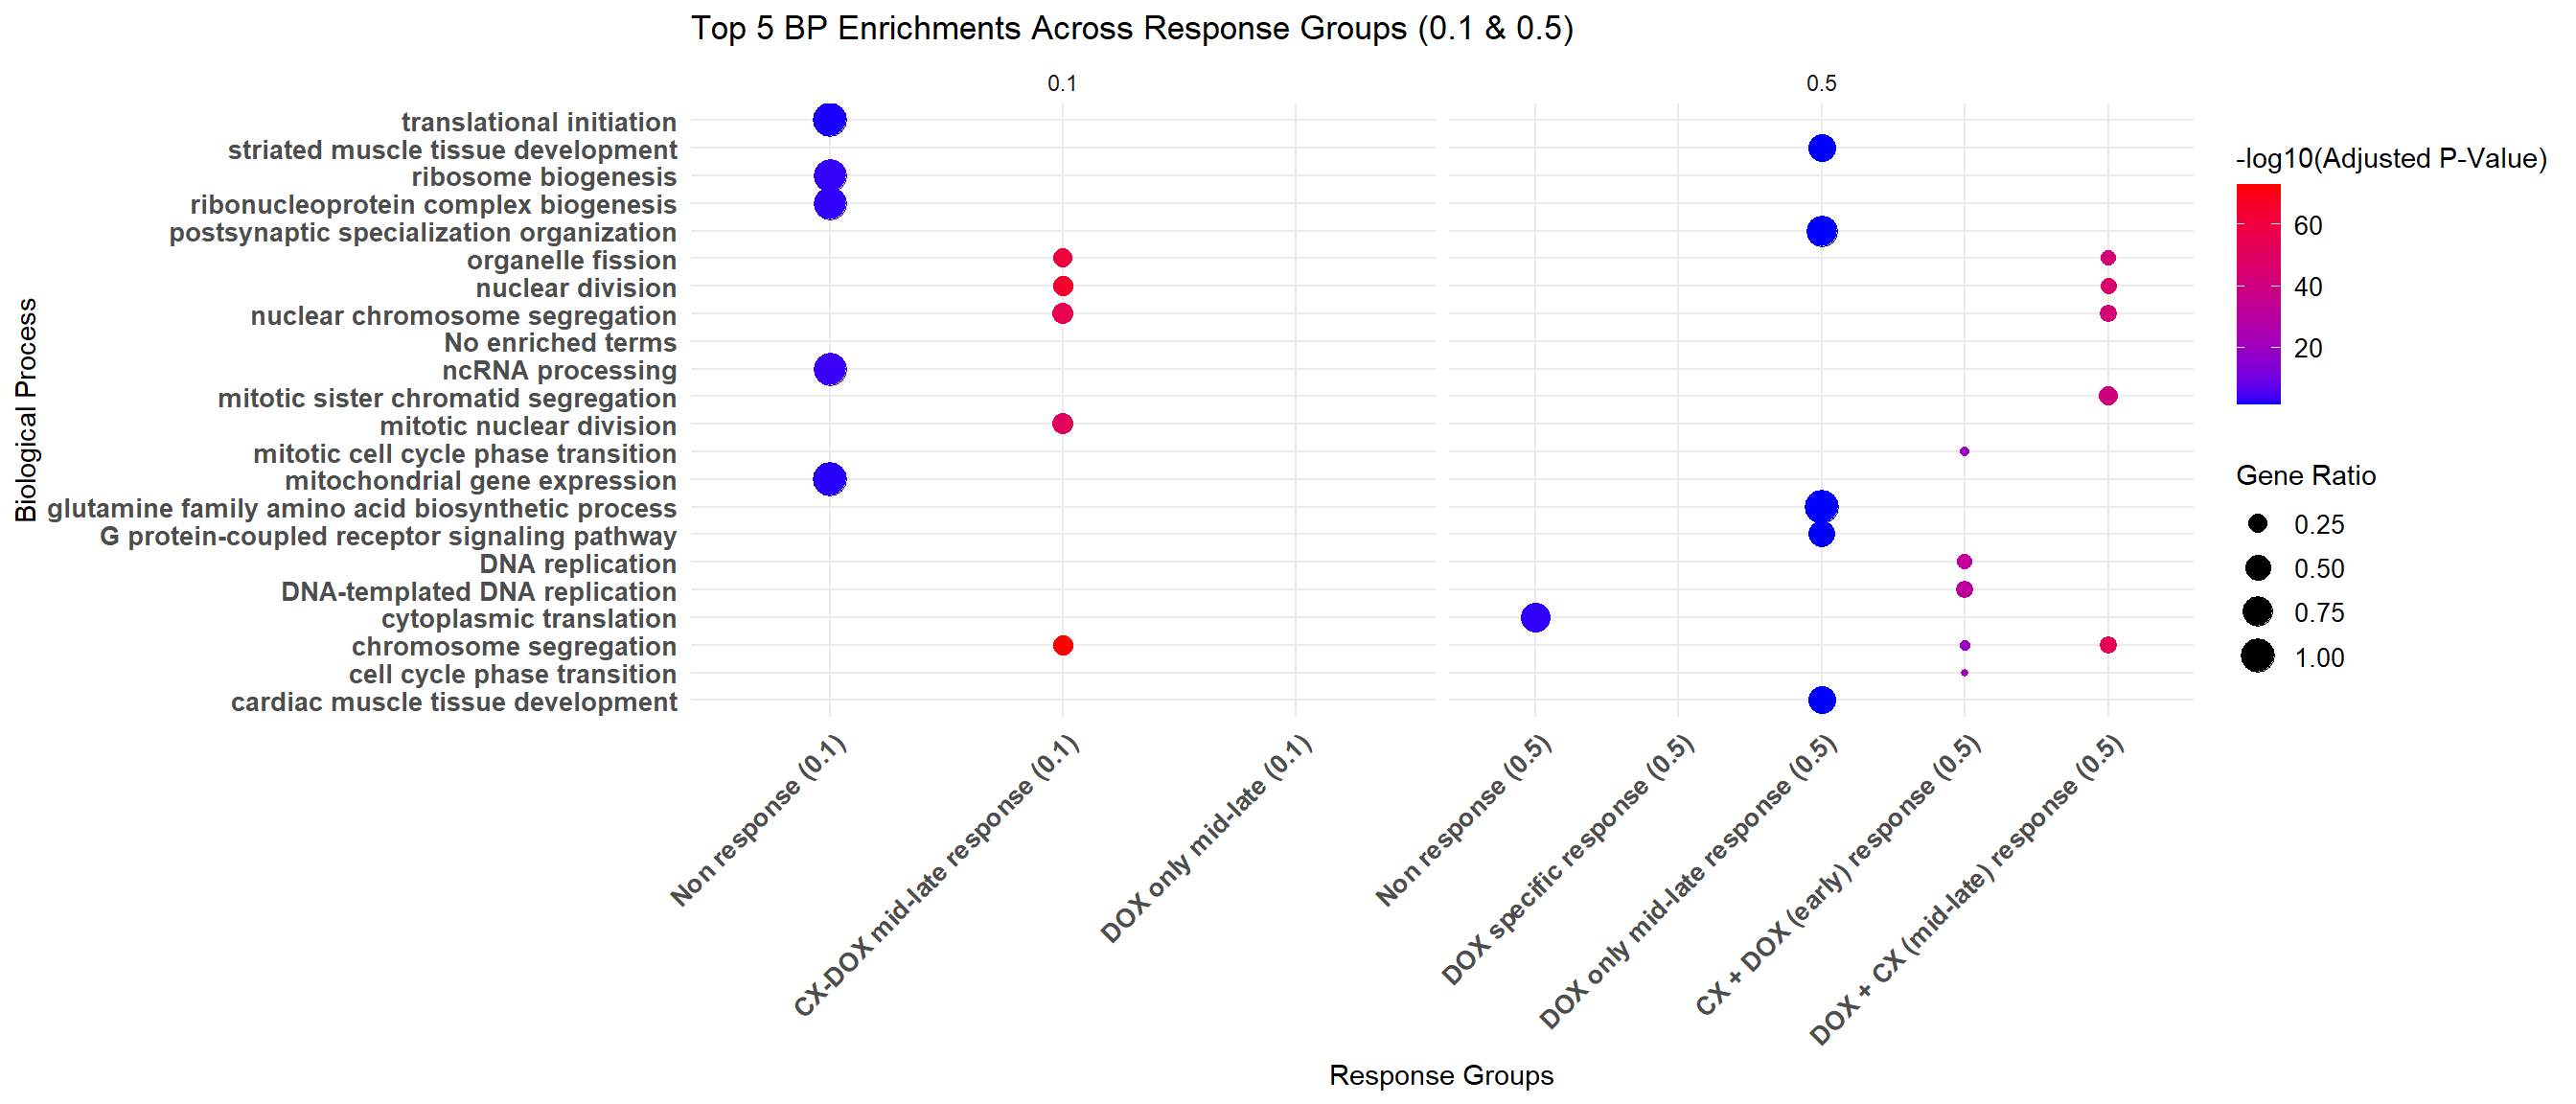 Top 5 BP Enrichments Across Response Groups (0.1 & 0.5)
0.1
0.5
Biological Process
translational initiation
striated muscle tissue development
ribosome biogenesis
ribonucleoprotein complex biogenesis
postsynaptic specialization organization
organelle fission
nuclear division
nuclear chromosome segregation
No enriched terms
ncRNA processing
mitotic sister chromatid segregation
mitotic nuclear division
mitotic cell cycle phase transition
mitochondrial gene expression
glutamine family amino acid biosynthetic process
G protein-coupled receptor signaling pathway
DNA replication
DNA-templated DNA replication
cytoplasmic translation
chromosome segregation
cell cycle phase transition
cardiac muscle tissue development
Non response (0.1)
CX-DOX mid-late response (0.1)
DOX only mid-late (0.1)
Non response (0.5)
DOX specific response (0.5)
DOX only mid-late response (0.5)
CX + DOX (early) response (0.5)
DOX + CX (mid-late) response (0.5)
Response Groups
-log10(Adjusted P-Value)
60
40
20
Gene Ratio
0.25
0.50
0.75
1.00